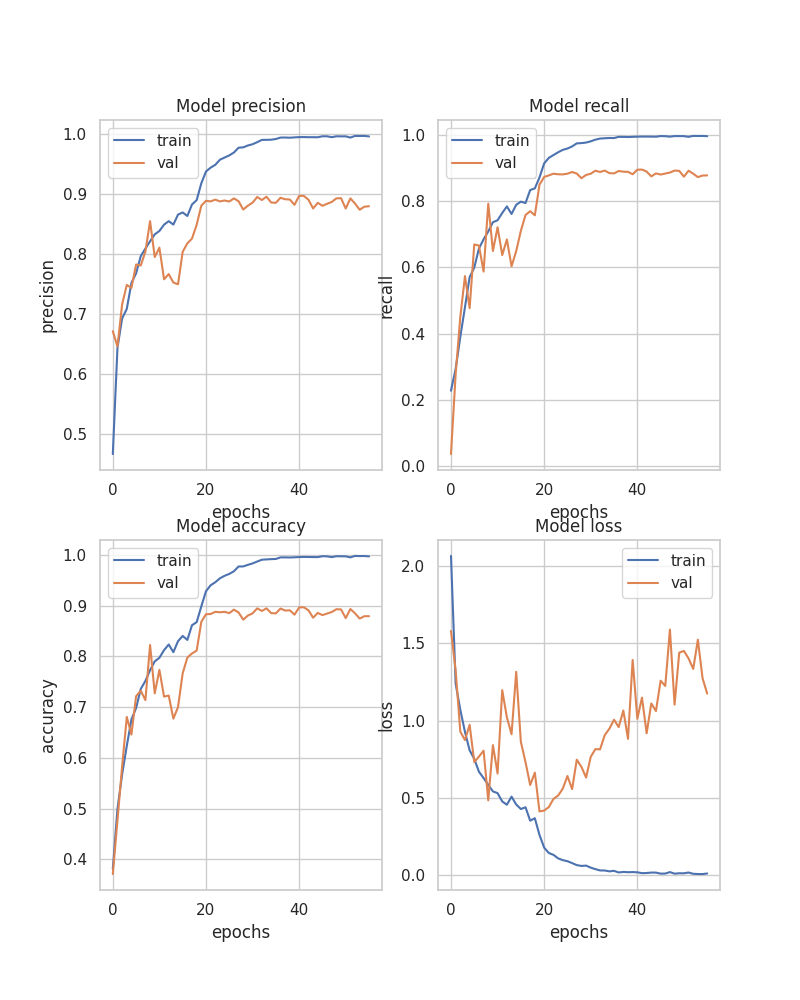 Model precision
1.0
0.9
0.8
0.7
0.6
0.5
precision
train
val
0 20 40
epochs
Model recall
1.0
0.8
0.6
0.4
0.2
0.0
recall
train
val
0 20 40
epochs
Model accuracy
1.0
0.9
0.8
0.7
0.6
0.5
0.4
accuracy
train
val
0 20 40
epochs
Model loss
2.0
1.5
1.0
0.5
0.0
loss
train
val
0 20 40
epochs